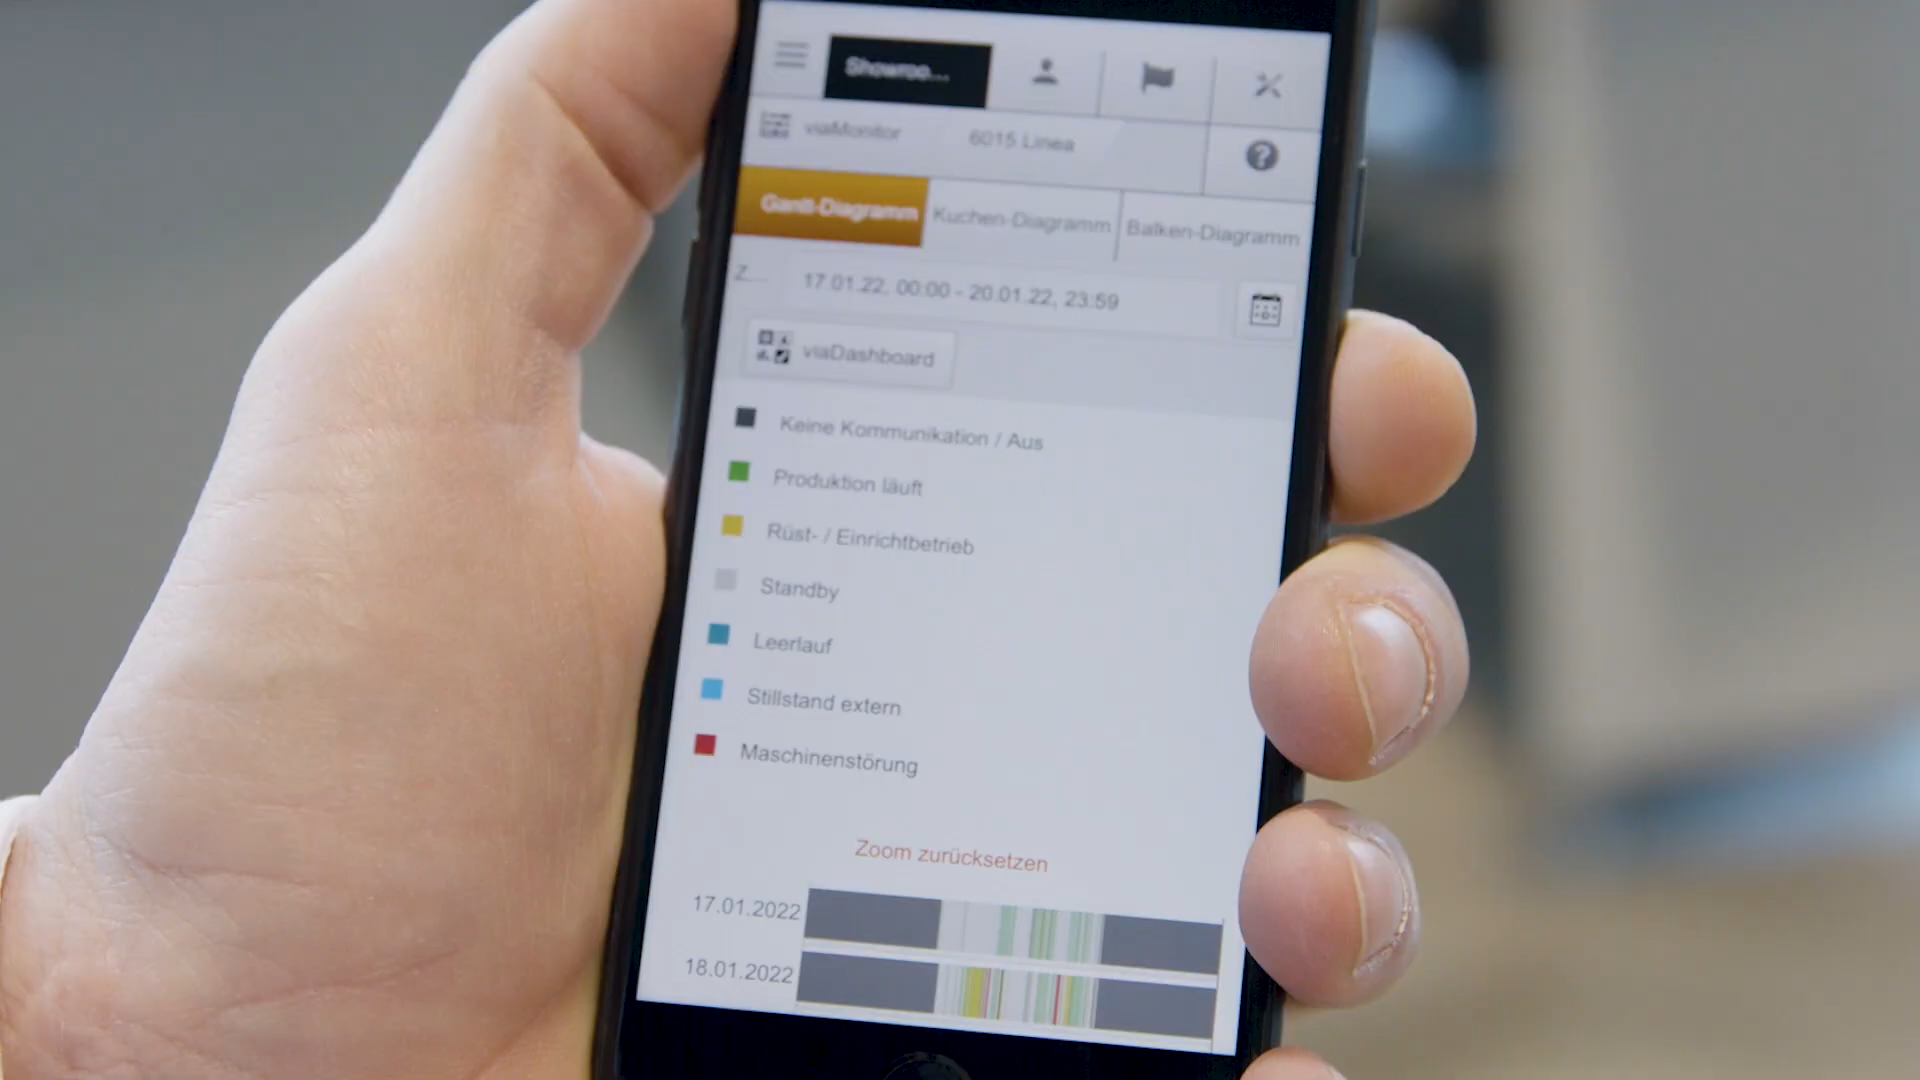 Showroo...
viaMonitor 6015 Linea
Gantt-Diagramm Kuchen-Diagramm Balken-Diagramm
Z... 17.01.22, 00:00 - 20.01.22, 23:59
viaDashboard
Keine Kommunikation / Aus
Produktion läuft
Rüst- / Einrichtbetrieb
Standby
Leerlauf
Stillstand extern
Maschinenstörung
Zoom zurücksetzen
17.01.2022
18.01.2022